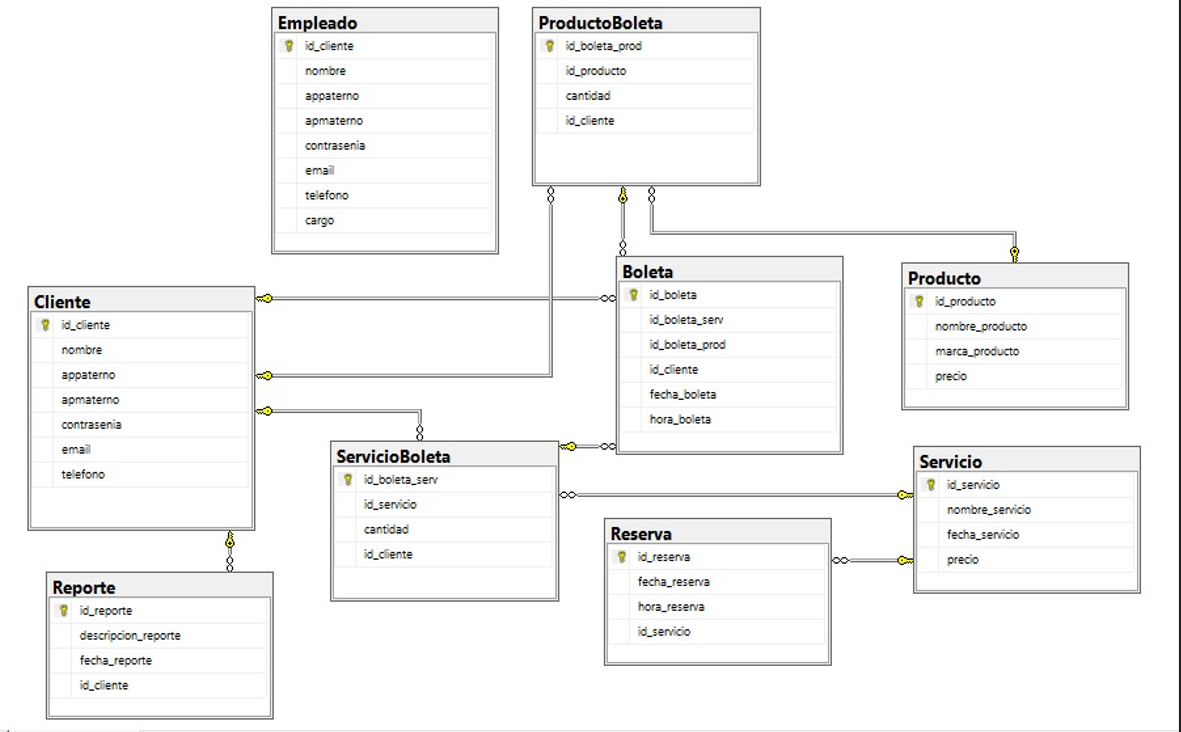 Empleado
id_cliente
nombre
appaterno
apmaterno
contrasenia
email
telefono
cargo
ProductoBoleta
id_boleta_prod
id_producto
cantidad
id_cliente
Cliente
id_cliente
nombre
appaterno
apmaterno
contrasenia
email
telefono
Boleta
id_boleta
id_boleta_serv
id_boleta_prod
id_cliente
fecha_boleta
hora_boleta
Producto
id_producto
nombre_producto
marca_producto
precio
ServicioBoleta
id_boleta_serv
id_servicio
cantidad
id_cliente
Servicio
id_servicio
nombre_servicio
fecha_servicio
precio
Reserva
id_reserva
fecha_reserva
hora_reserva
id_servicio
Reporte
id_reporte
descripcion_reporte
fecha_reporte
id_cliente